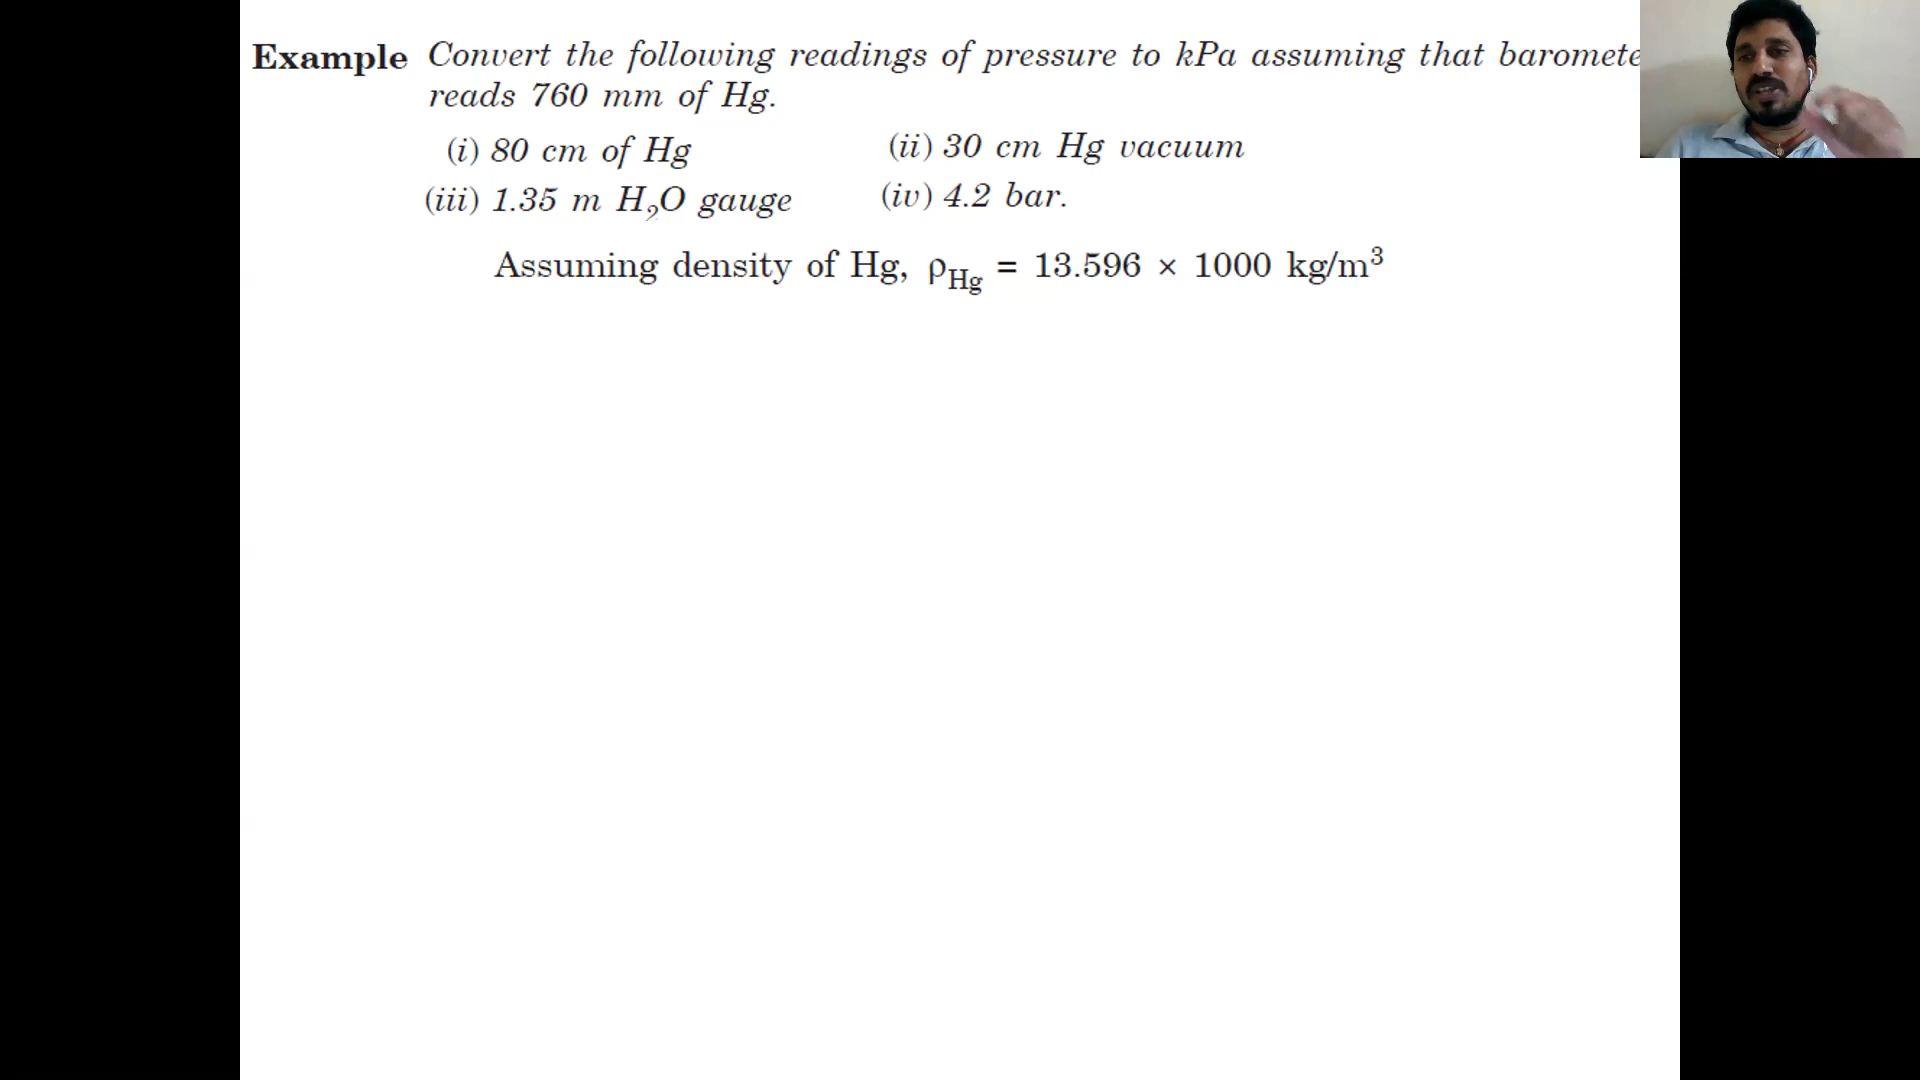 Example Convert the following readings of pressure to kPa assuming that baromete
reads 760 mm of Hg.
(i) 80 cm of Hg (ii) 30 cm Hg vacuum
(iii) 1.35 m H₂O gauge (iv) 4.2 bar.
Assuming density of Hg, ρHg = 13.596 × 1000 kg/m³